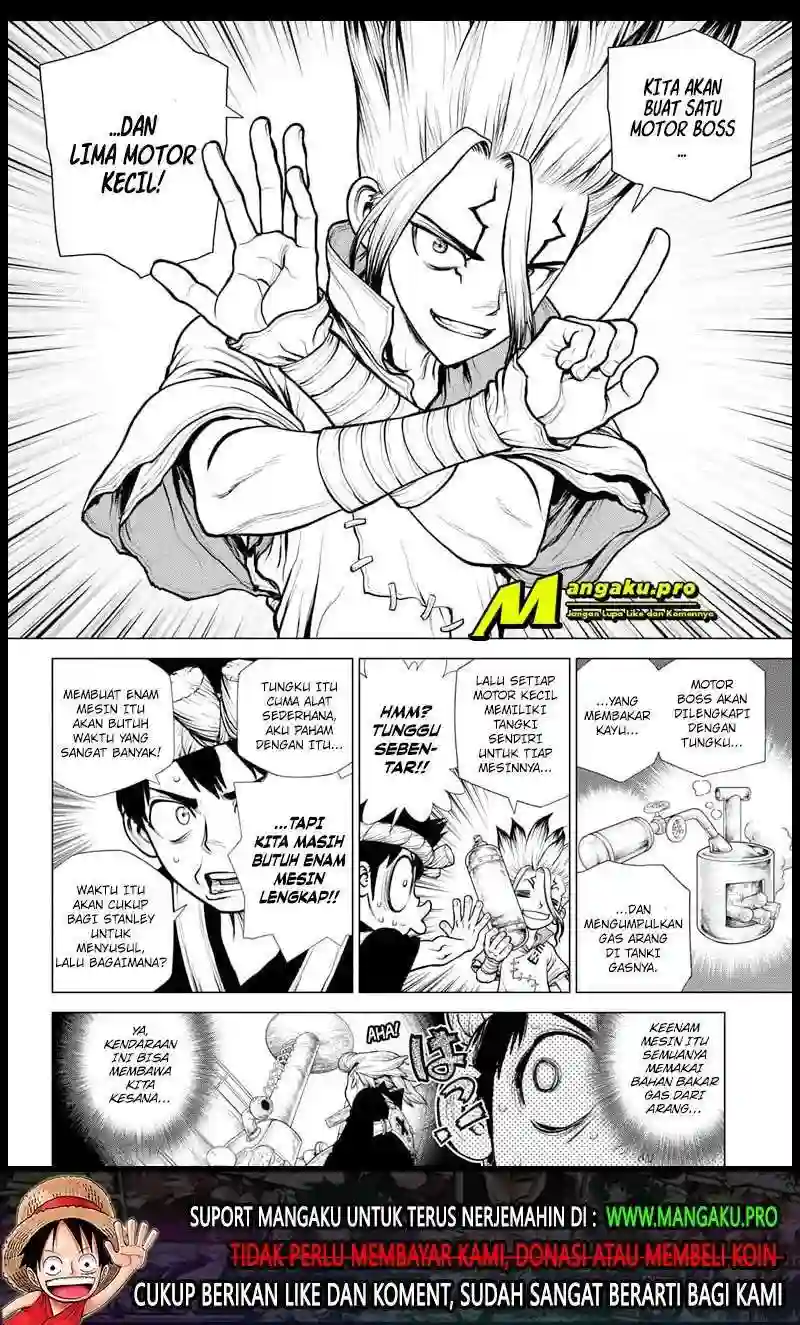 KITA AKAN
BUAT SATU
MOTOR BOSS
...
...DAN
LIMA MOTOR
KECIL!
Mangaku.pro
Jangan Lupa Like dan Komennya
MOTOR
BOSS AKAN
DILENGKAPI
DENGAN
TUNGKU...
...YANG
MEMBAKAR
KAYU...
...DAN
MENGUMPULKAN
GAS ARANG
DI TANKI
GASNYA.
LALU SETIAP
MOTOR KECIL
MEMILIKI
TANGKI
SENDIRI
UNTUK TIAP
MESINNYA...
HMM?
TUNGGU
SEBEN-
TAR!!
TUNGKU ITU
CUMA ALAT
SEDERHANA,
AKU PAHAM
DENGAN ITU...
...TAPI
KITA MASIH
BUTUH ENAM
MESIN
LENGKAP!!
MEMBUAT ENAM
MESIN ITU
AKAN BUTUH
WAKTU YANG
SANGAT BANYAK!
WAKTU ITU
AKAN CUKUP
BAGI STANLEY
UNTUK
MENYUSUL,
LALU BAGAIMANA?
KEENAM
MESIN ITU
SEMUANYA
MEMAKAI
BAHAN BAKAR
GAS DARI
ARANG...
AHA!
はっ
YA,
KENDARAAN
INI BISA
MEMBAWA
KITA
KESANA...
SUPORT MANGAKU UNTUK TERUS NERJEMAHIN DI : WWW.MANGAKU.PRO
TIDAK PERLU MEMBAYAR KAMI, DONASI ATAU MEMBELI KOIN
CUKUP BERIKAN LIKE DAN KOMENT, SUDAH SANGAT BERARTI BAGI KAMI